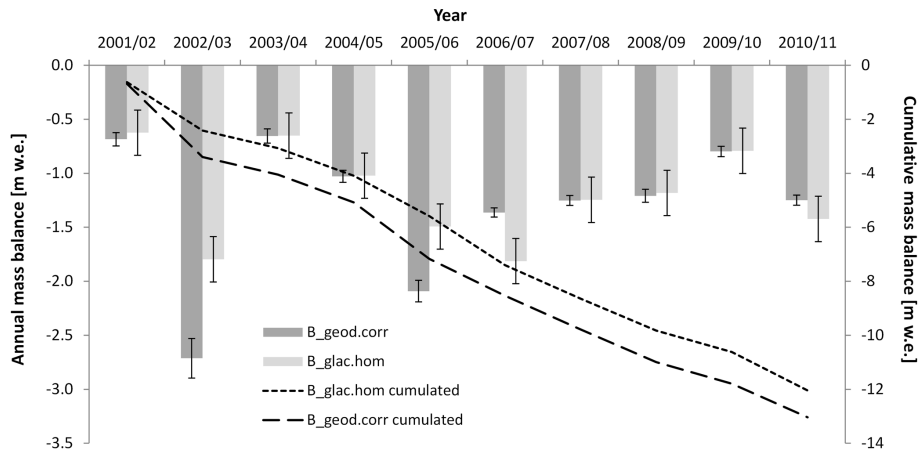 Year
2001/02 2002/03 2003/04 2004/05 2005/06 2006/07 2007/08 2008/09 2009/10 2010/11
Annual mass balance [m w.e.]
0.0
-0.5
-1.0
-1.5
-2.0
-2.5
-3.0
-3.5
B_geod.corr
B_glac.hom
B_glac.hom cumulated
B_geod.corr cumulated
0
-2
-4
-6
-8
-10
-12
-14
Cumulative mass balance [m w.e.]